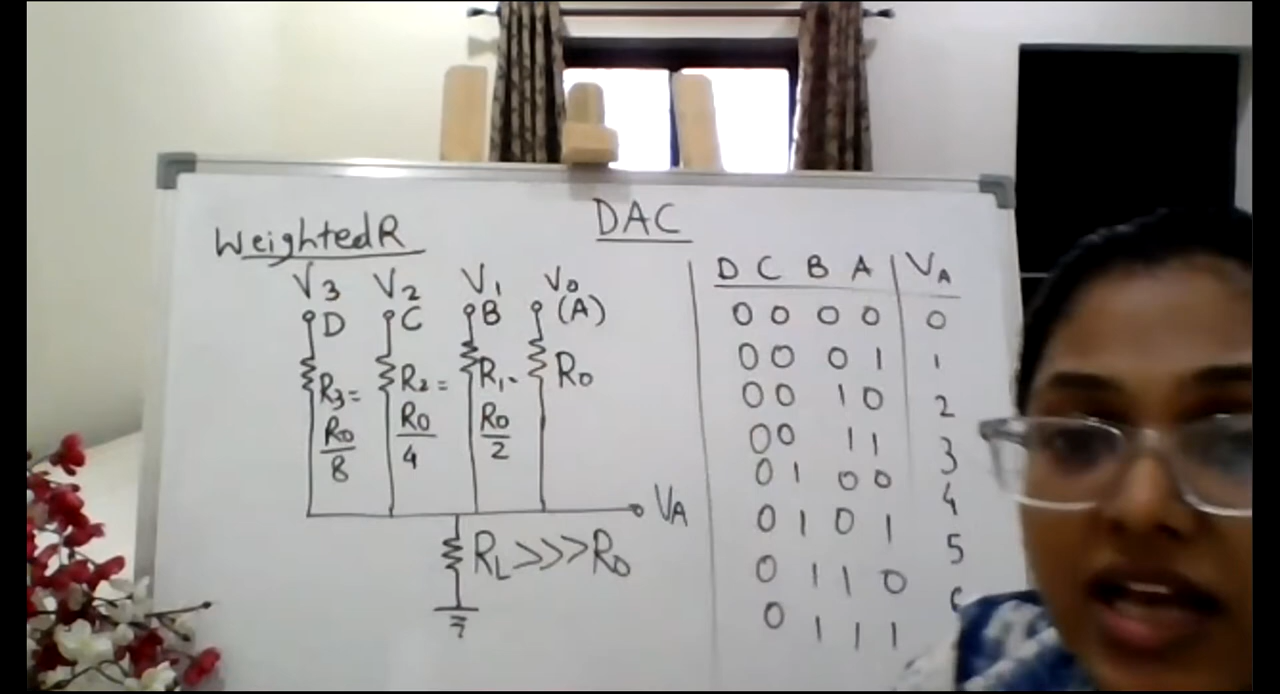 DAC
Weighted R
V3 V2 V1 V0
D C B (A)
R3= R2= R1- R0
R0/8 R0/4 R0/2
VA
RL>>>R0
D C B A VA
0 0 0 0 0
0 0 0 1 1
0 0 1 0 2
0 0 1 1 3
0 1 0 0 4
0 1 0 1 5
0 1 1 0
0 1 1 1